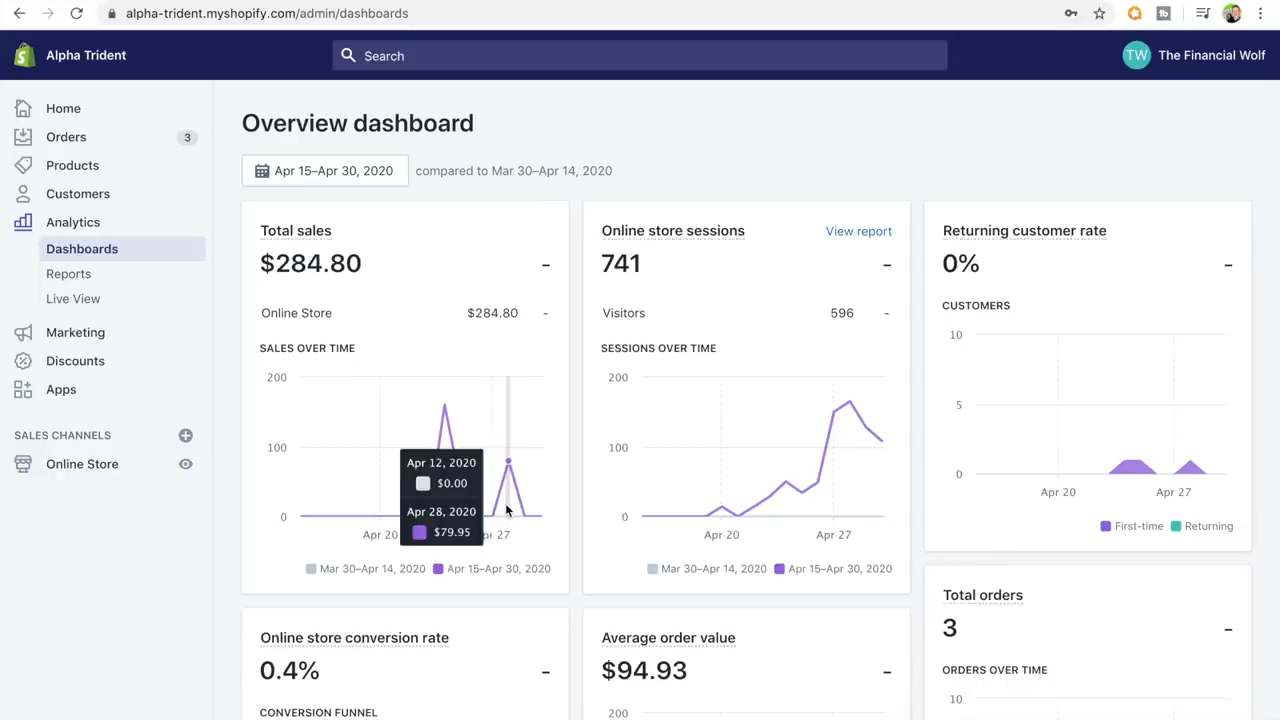 alpha-trident.myshopify.com/admin/dashboards
Alpha Trident
Search
TW
The Financial Wolf
Home
Orders
3
Products
Customers
Analytics
Dashboards
Reports
Live View
Marketing
Discounts
Apps
SALES CHANNELS
Online Store
Overview dashboard
Apr 15–Apr 30, 2020
compared to Mar 30–Apr 14, 2020
Total sales
$284.80
-
Online Store
$284.80
-
SALES OVER TIME
200
100
0
Apr 12, 2020
$0.00
Apr 28, 2020
$79.95
Apr 20
27
Mar 30–Apr 14, 2020
Apr 15–Apr 30, 2020
Online store sessions
View report
741
-
Visitors
596
-
SESSIONS OVER TIME
200
100
0
Apr 20
Apr 27
Mar 30–Apr 14, 2020
Apr 15–Apr 30, 2020
Returning customer rate
0%
-
CUSTOMERS
10
5
0
Apr 20
Apr 27
First-time
Returning
Online store conversion rate
0.4%
-
CONVERSION FUNNEL
Average order value
$94.93
-
200
Total orders
3
-
ORDERS OVER TIME
10